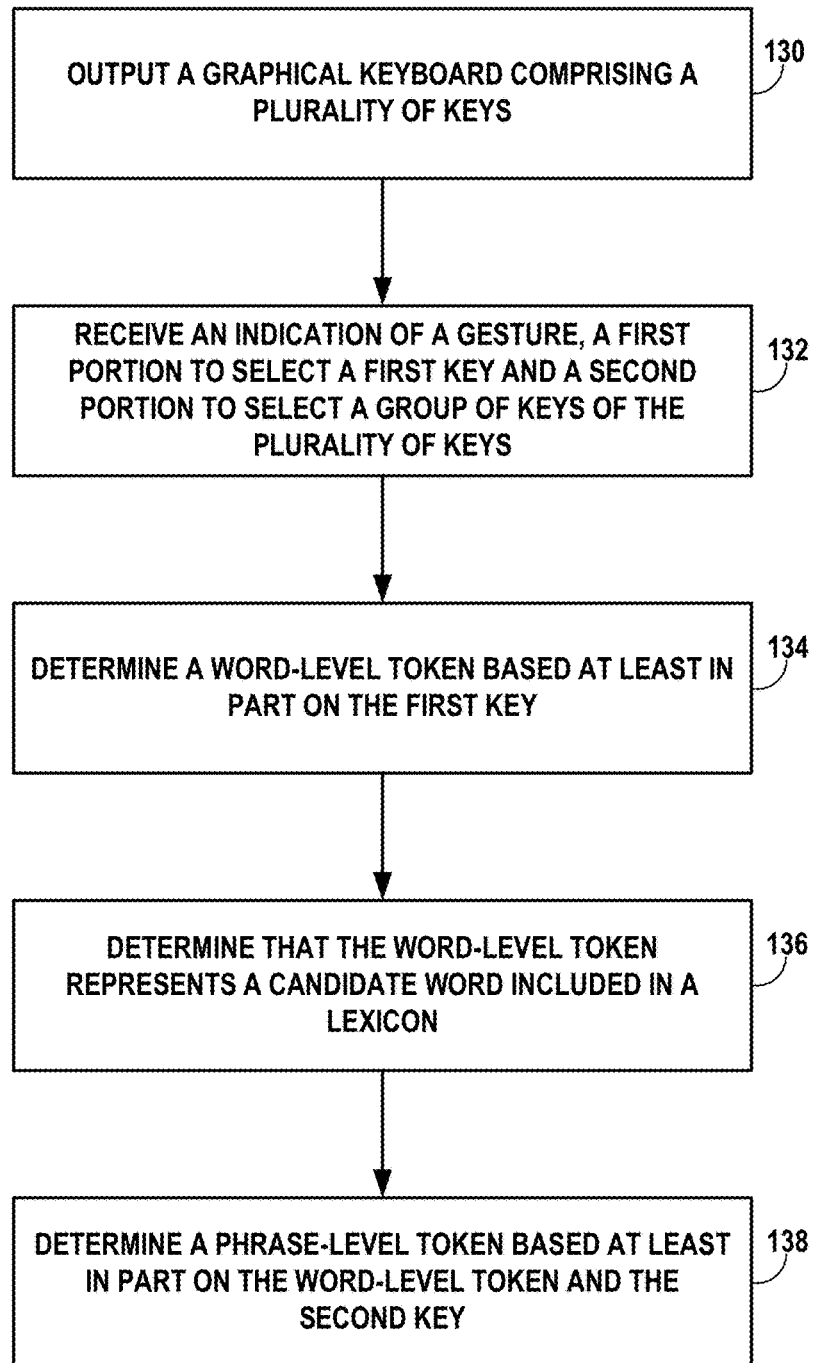 OUTPUT A GRAPHICAL KEYBOARD COMPRISING A
PLURALITY OF KEYS
130
RECEIVE AN INDICATION OF A GESTURE, A FIRST
PORTION TO SELECT A FIRST KEY AND A SECOND
PORTION TO SELECT A GROUP OF KEYS OF THE
PLURALITY OF KEYS
132
DETERMINE A WORD-LEVEL TOKEN BASED AT LEAST IN
PART ON THE FIRST KEY
134
DETERMINE THAT THE WORD-LEVEL TOKEN
REPRESENTS A CANDIDATE WORD INCLUDED IN A
LEXICON
136
DETERMINE A PHRASE-LEVEL TOKEN BASED AT LEAST
IN PART ON THE WORD-LEVEL TOKEN AND THE
SECOND KEY
138